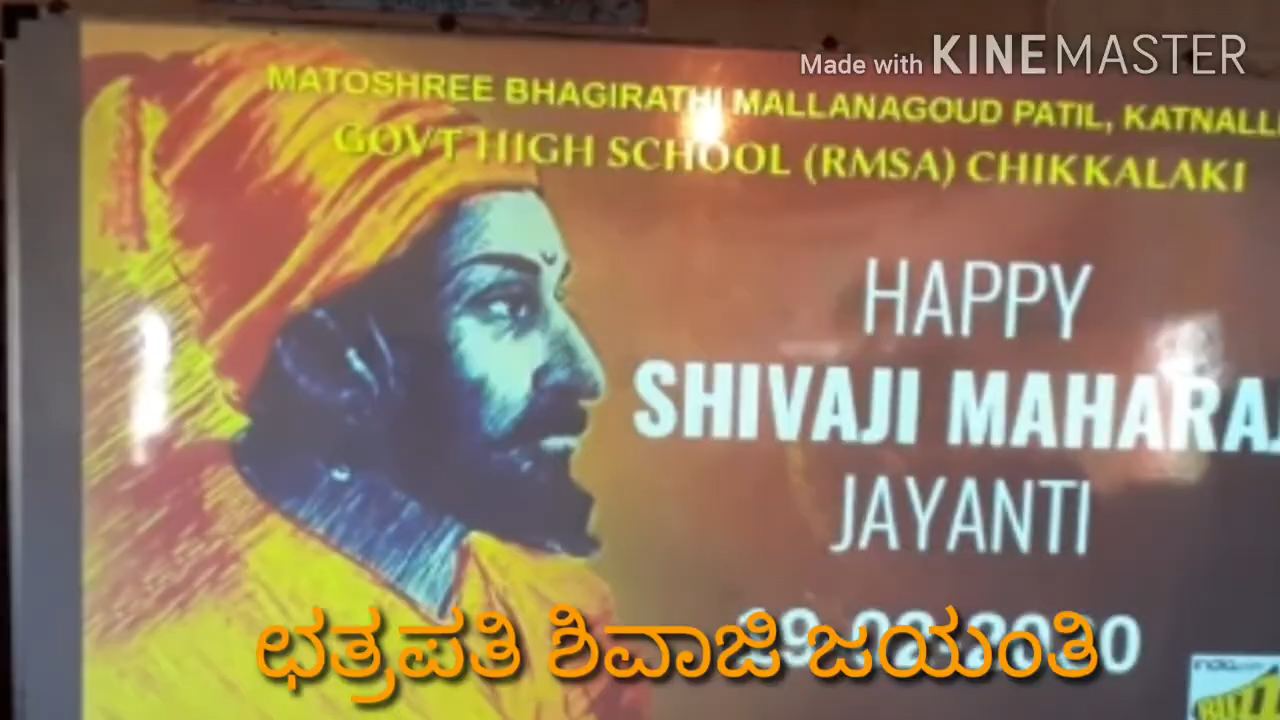 Made with KINEMASTER
MATOSHREE BHAGIRATHI MALLANAGOUD PATIL, KATNALLI
GOVT HIGH SCHOOL (RMSA) CHIKKALAKI
HAPPY
SHIVAJI MAHARAJ
JAYANTI
ಛತ್ರಪತಿ ಶಿವಾಜಿ ಜಯಂತಿ